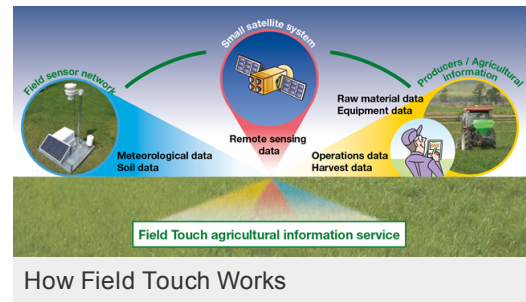 Small satellite system
Field sensor network
Producers / Agricultural
information
Raw material data
Equipment data
Remote sensing
data
Meteorological data
Soil data
Operations data
Harvest data
Field Touch agricultural information service
How Field Touch Works